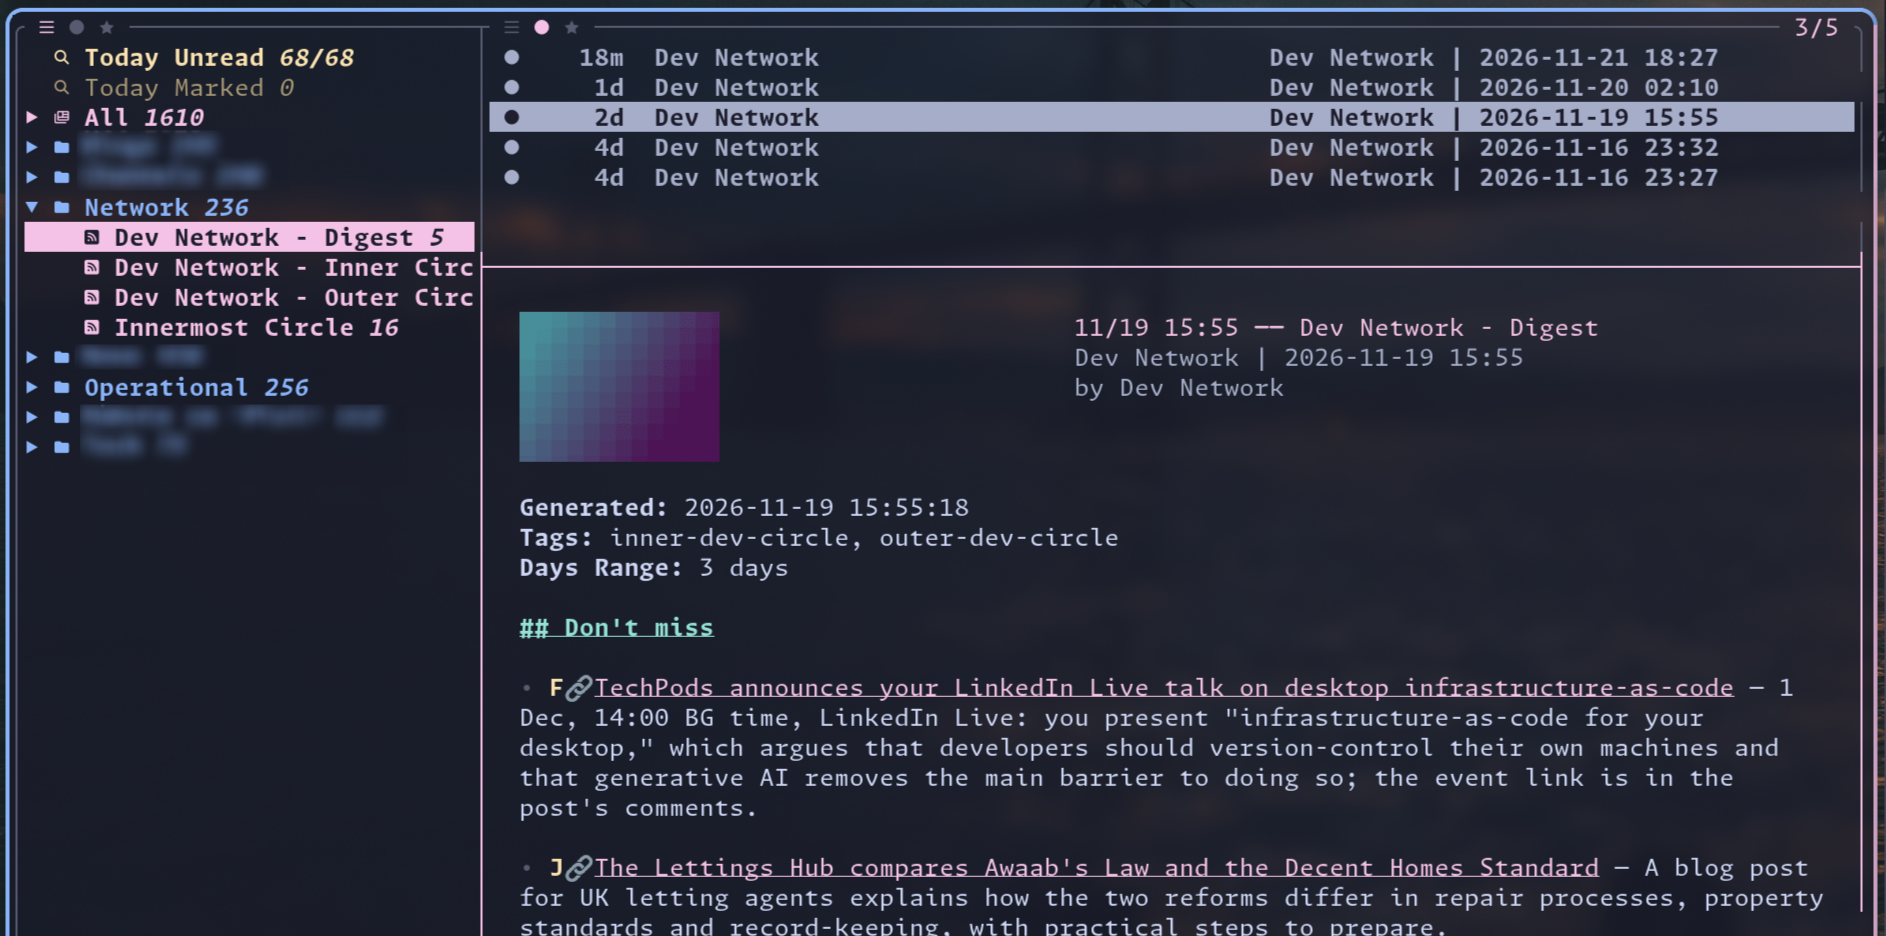 3/5
Today Unread 68/68
Today Marked 0
All 1610
Network 236
Dev Network - Digest 5
Dev Network - Inner Circ
Dev Network - Outer Circ
Innermost Circle 16
Operational 256
18m Dev Network Dev Network | 2026-11-21 18:27
1d Dev Network Dev Network | 2026-11-20 02:10
2d Dev Network Dev Network | 2026-11-19 15:55
4d Dev Network Dev Network | 2026-11-16 23:32
4d Dev Network Dev Network | 2026-11-16 23:27
11/19 15:55 —— Dev Network - Digest
Dev Network | 2026-11-19 15:55
by Dev Network
Generated: 2026-11-19 15:55:18
Tags: inner-dev-circle, outer-dev-circle
Days Range: 3 days
## Don't miss
• F🔗TechPods announces your LinkedIn Live talk on desktop infrastructure-as-code — 1
Dec, 14:00 BG time, LinkedIn Live: you present "infrastructure-as-code for your
desktop," which argues that developers should version-control their own machines and
that generative AI removes the main barrier to doing so; the event link is in the
post's comments.
• J🔗The Lettings Hub compares Awaab's Law and the Decent Homes Standard — A blog post
for UK letting agents explains how the two reforms differ in repair processes, property
standards and record-keeping, with practical steps to prepare.